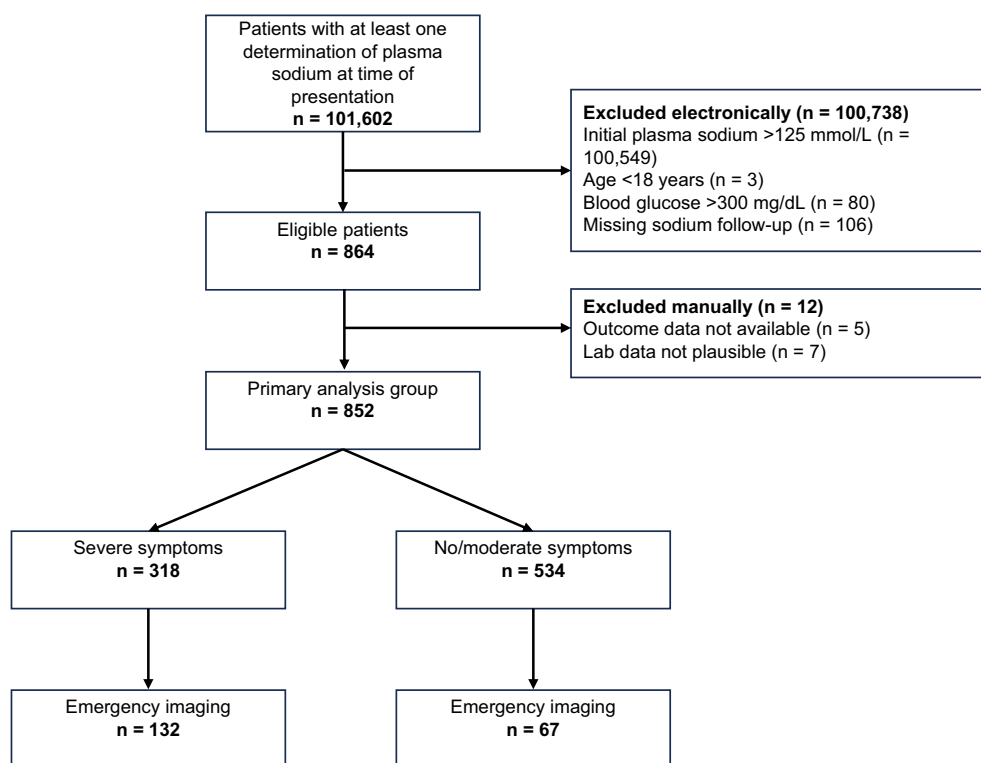 Patients with at least one
determination of plasma
sodium at time of
presentation
n = 101,602
Excluded electronically (n = 100,738)
Initial plasma sodium >125 mmol/L (n =
100,549)
Age <18 years (n = 3)
Blood glucose >300 mg/dL (n = 80)
Missing sodium follow-up (n = 106)
Eligible patients
n = 864
Excluded manually (n = 12)
Outcome data not available (n = 5)
Lab data not plausible (n = 7)
Primary analysis group
n = 852
Severe symptoms
n = 318
No/moderate symptoms
n = 534
Emergency imaging
n = 132
Emergency imaging
n = 67